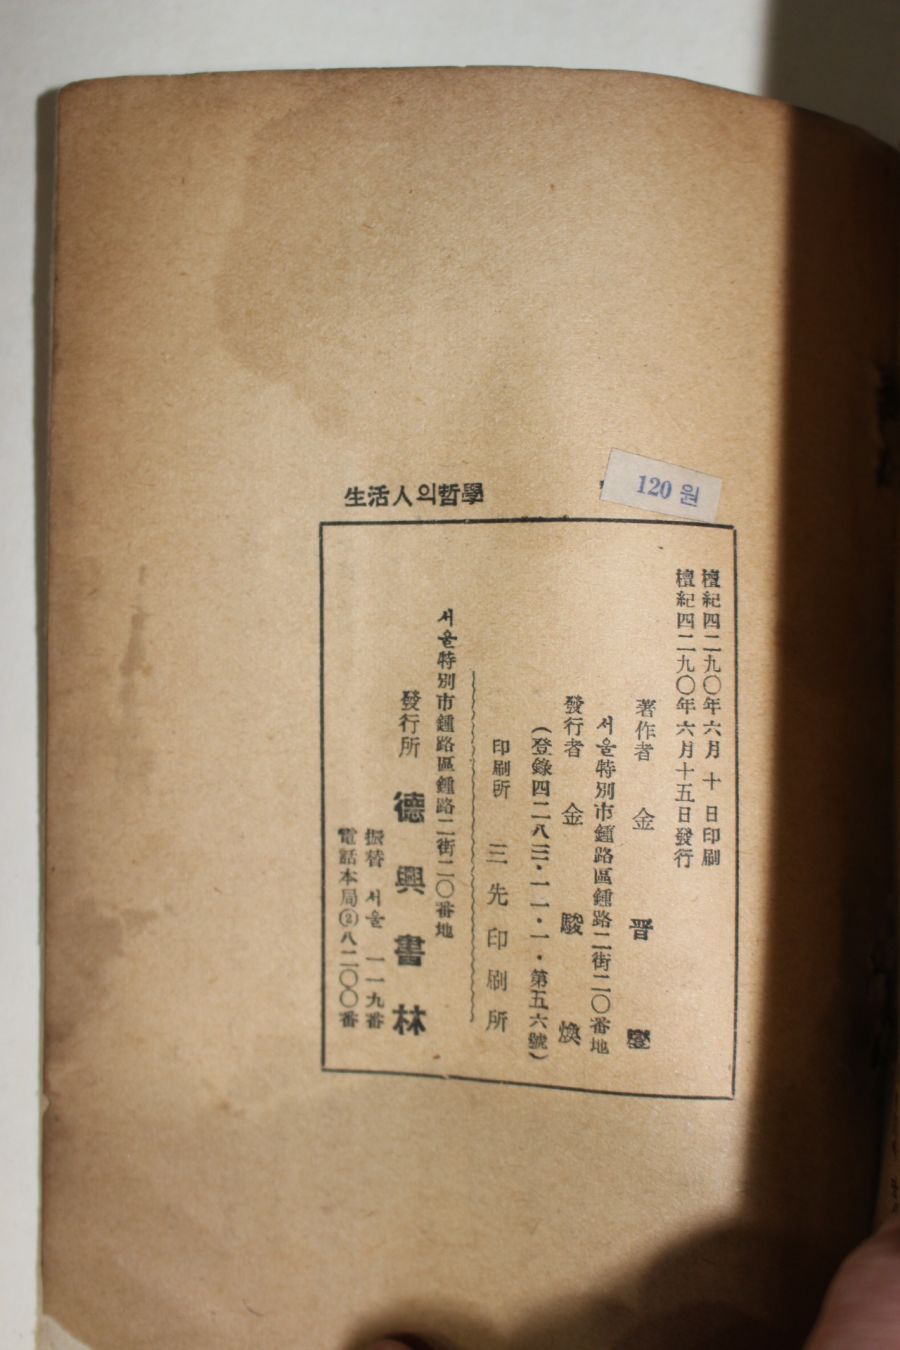 生活人의哲學
120 원
檀紀四二九〇年六月 十 日印刷
檀紀四二九〇年六月十五日發行
著作者 金 晋 燮
서울特別市鍾路區鍾路二街二〇番地
發行者 金 駿 煥
(登錄四二八三·一一·一·第五六號)
印刷所 三先印刷所
서울特別市鍾路區鍾路二街二〇番地
發行所 德興書林
振替 서울 一一九番
電話本局②八二〇〇番